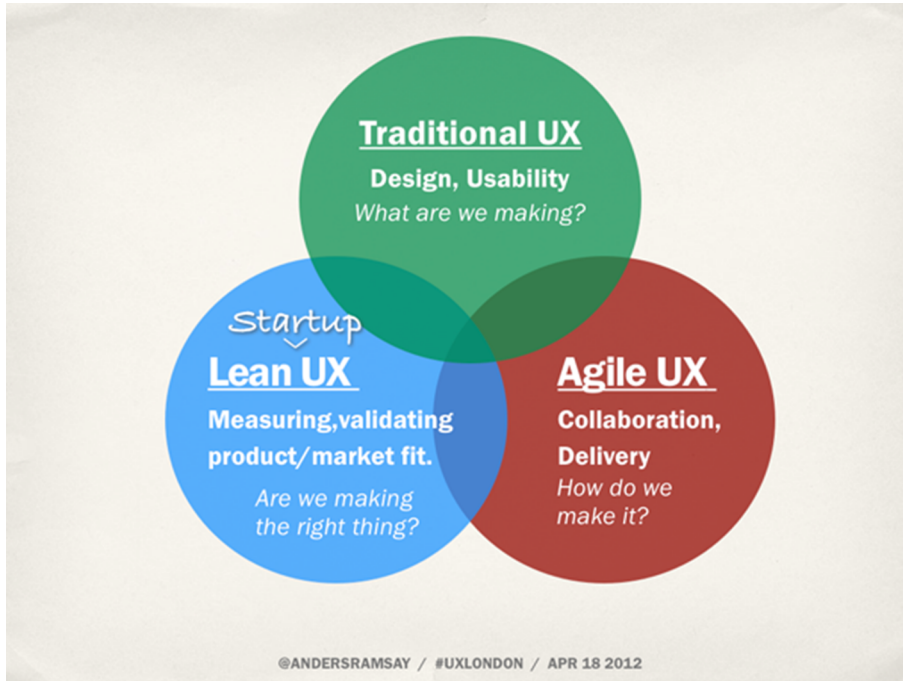 Traditional UX
Design, Usability
What are we making?
Startup
Lean UX
Measuring,validating
product/market fit.
Are we making
the right thing?
Agile UX
Collaboration,
Delivery
How do we
make it?
@ANDERSRAMSAY / #UXLONDON / APR 18 2012